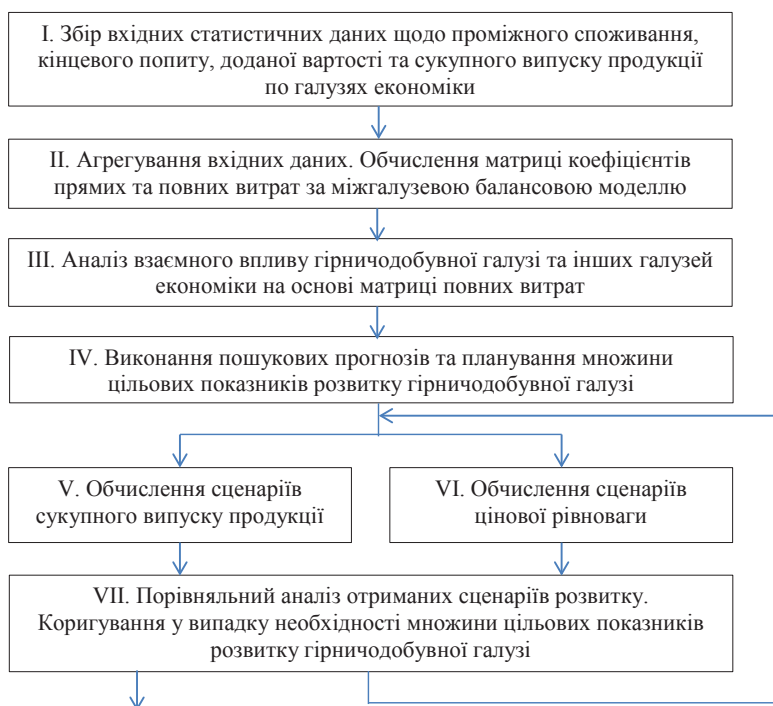 I. Збір вхідних статистичних даних щодо проміжного споживання,
кінцевого попиту, доданої вартості та сукупного випуску продукції
по галузях економіки
II. Агрегування вхідних даних. Обчислення матриці коефіцієнтів
прямих та повних витрат за міжгалузевою балансовою моделлю
III. Аналіз взаємного впливу гірничодобувної галузі та інших галузей
економіки на основі матриці повних витрат
IV. Виконання пошукових прогнозів та планування множини
цільових показників розвитку гірничодобувної галузі
V. Обчислення сценаріїв
сукупного випуску продукції
VI. Обчислення сценаріїв
цінової рівноваги
VII. Порівняльний аналіз отриманих сценаріїв розвитку.
Коригування у випадку необхідності множини цільових показників
розвитку гірничодобувної галузі